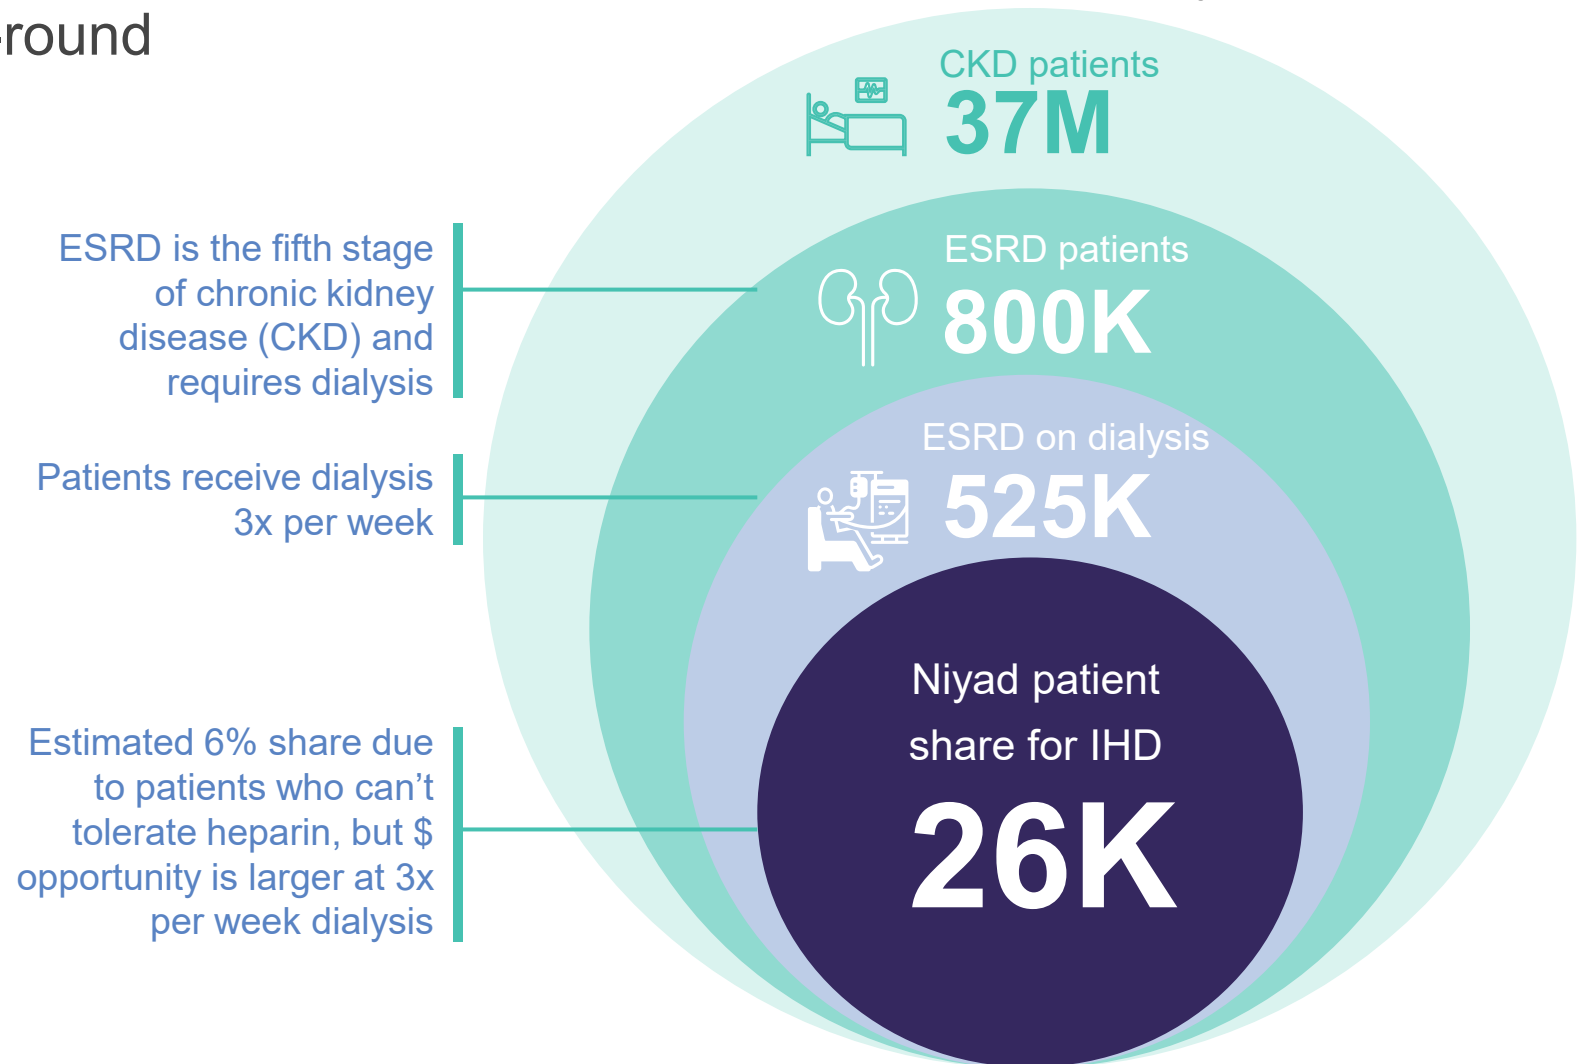 -round
CKD patients
37M
ESRD is the fifth stage
of chronic kidney
disease (CKD) and
requires dialysis
ESRD patients
800K
Patients receive dialysis
3x per week
ESRD on dialysis
525K
Estimated 6% share due
to patients who can’t
tolerate heparin, but $
opportunity is larger at 3x
per week dialysis
Niyad patient
share for IHD
26K